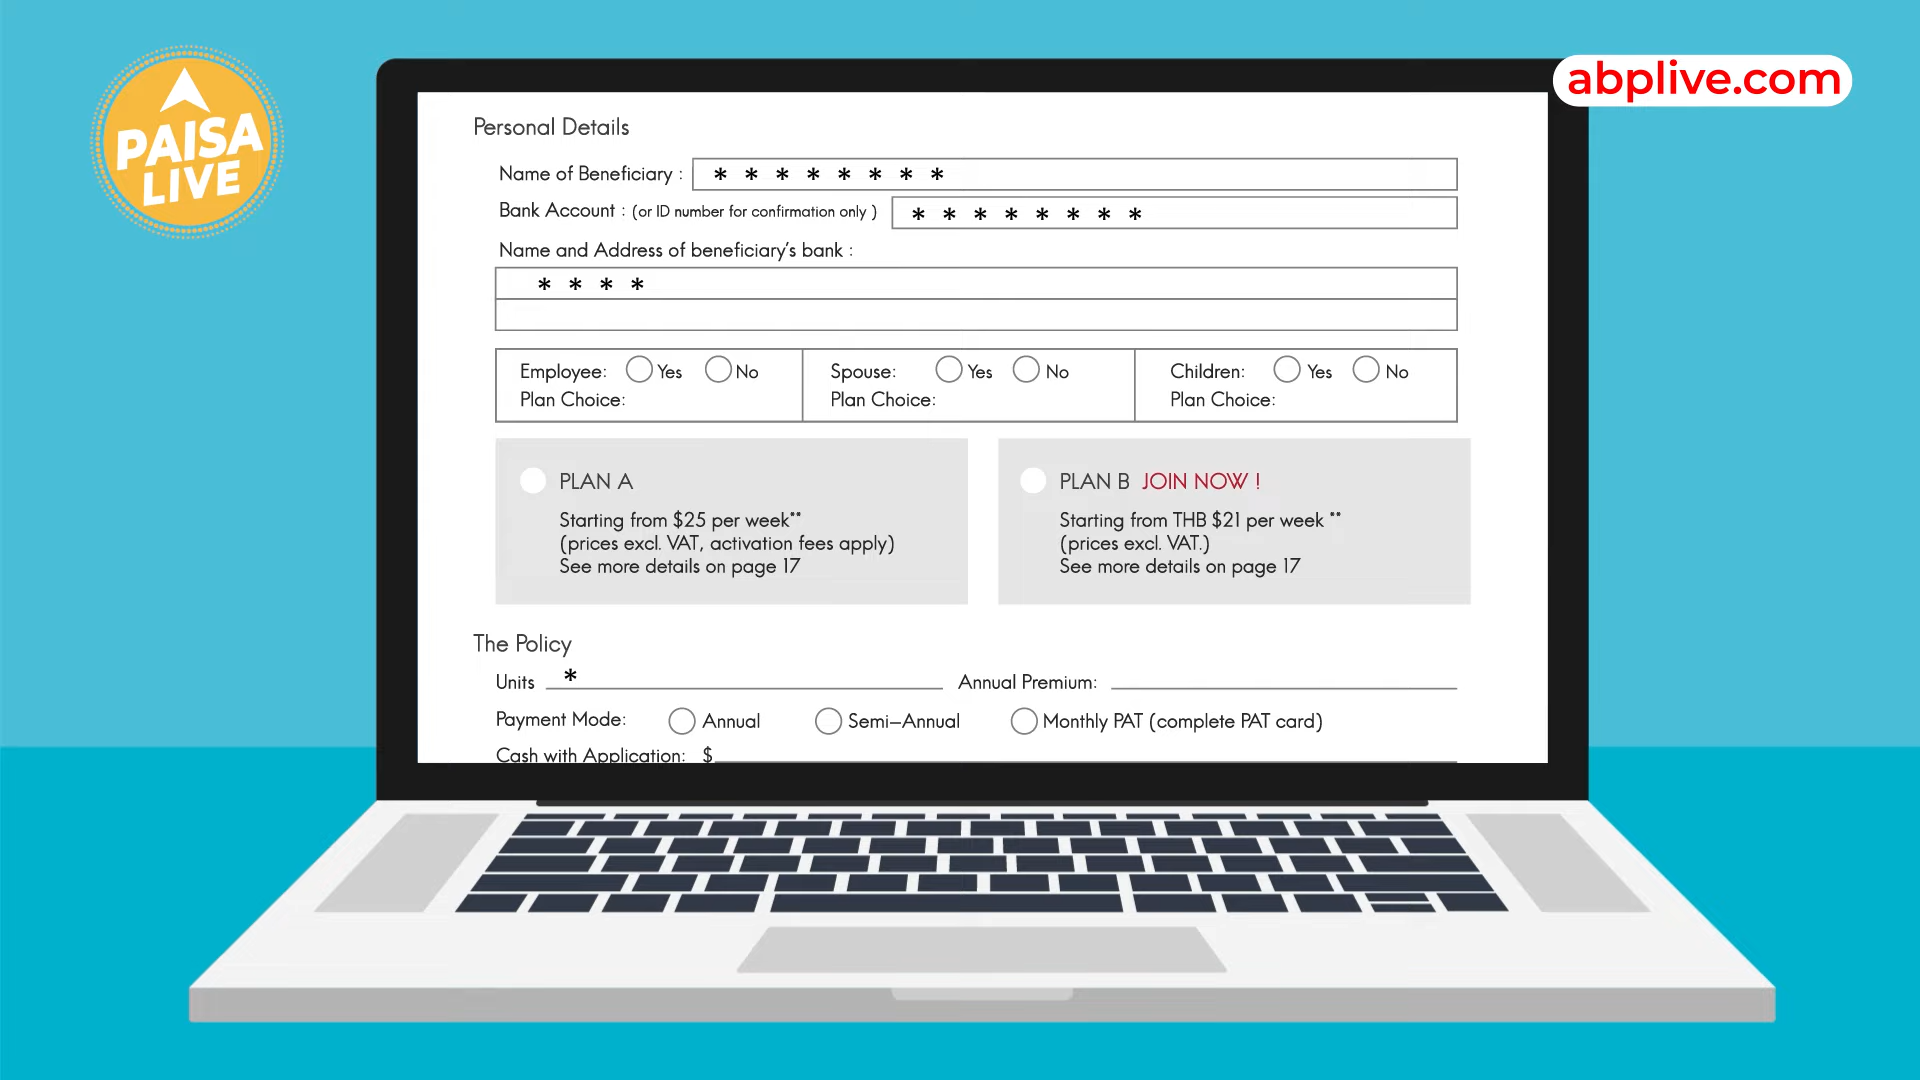 PAISA
LIVE
abplive.com
Personal Details
Name of Beneficiary : * * * * * * * *
Bank Account : (or ID number for confirmation only ) * * * * * * * *
Name and Address of beneficiary's bank :
* * * *
Employee: Yes No Spouse: Yes No Children: Yes No
Plan Choice: Plan Choice: Plan Choice:
PLAN A
Starting from $25 per week**
(prices excl. VAT, activation fees apply)
See more details on page 17
PLAN B JOIN NOW !
Starting from THB $21 per week **
(prices excl. VAT.)
See more details on page 17
The Policy
Units * Annual Premium:
Payment Mode: Annual Semi–Annual Monthly PAT (complete PAT card)
Cash with Application: $